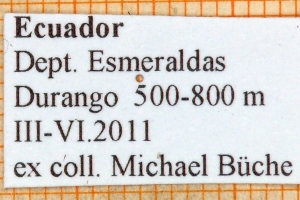 Ecuador
Dept. Esmeraldas
Durango 500-800 m
III-VI.2011
ex coll. Michael Büche